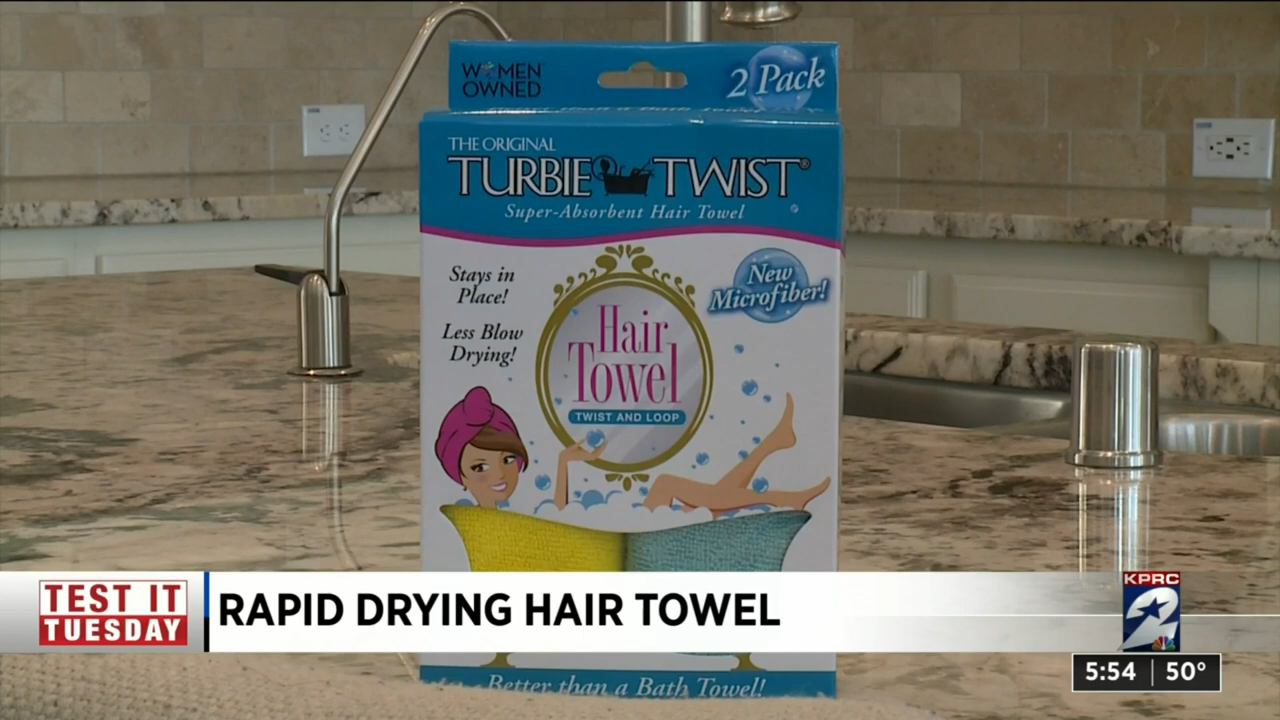 WOMEN
OWNED
2 Pack
THE ORIGINAL
TURBIE TWIST®
Super-Absorbent Hair Towel
Stays in
Place!
Less Blow
Drying!
New
Microfiber!
Hair
Towel
TWIST AND LOOP
TEST IT
TUESDAY
RAPID DRYING HAIR TOWEL
KPRC
2
5:54 50°
Better than a Bath Towel!